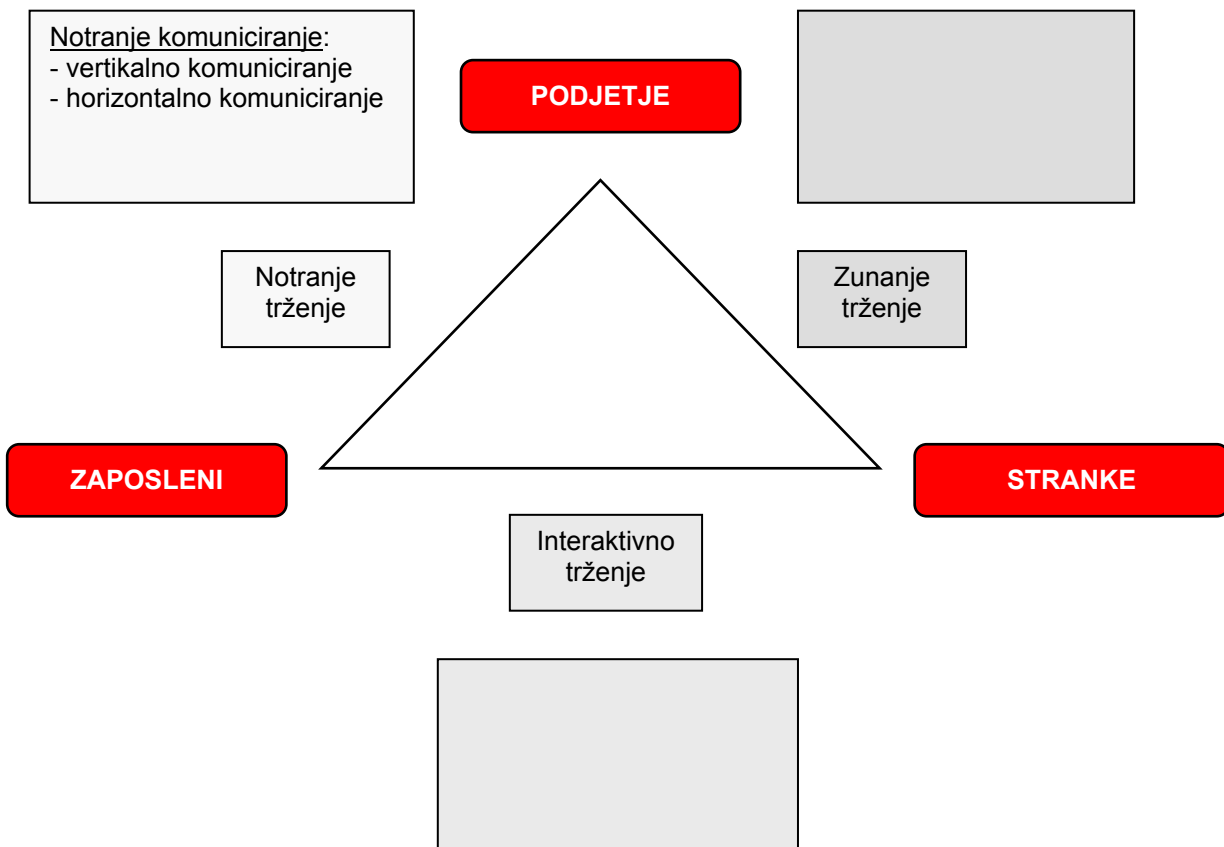 Notranje komuniciranje:
- vertikalno komuniciranje
- horizontalno komuniciranje
PODJETJE
Notranje
trženje
Zunanje
trženje
ZAPOSLENI
STRANKE
Interaktivno
trženje